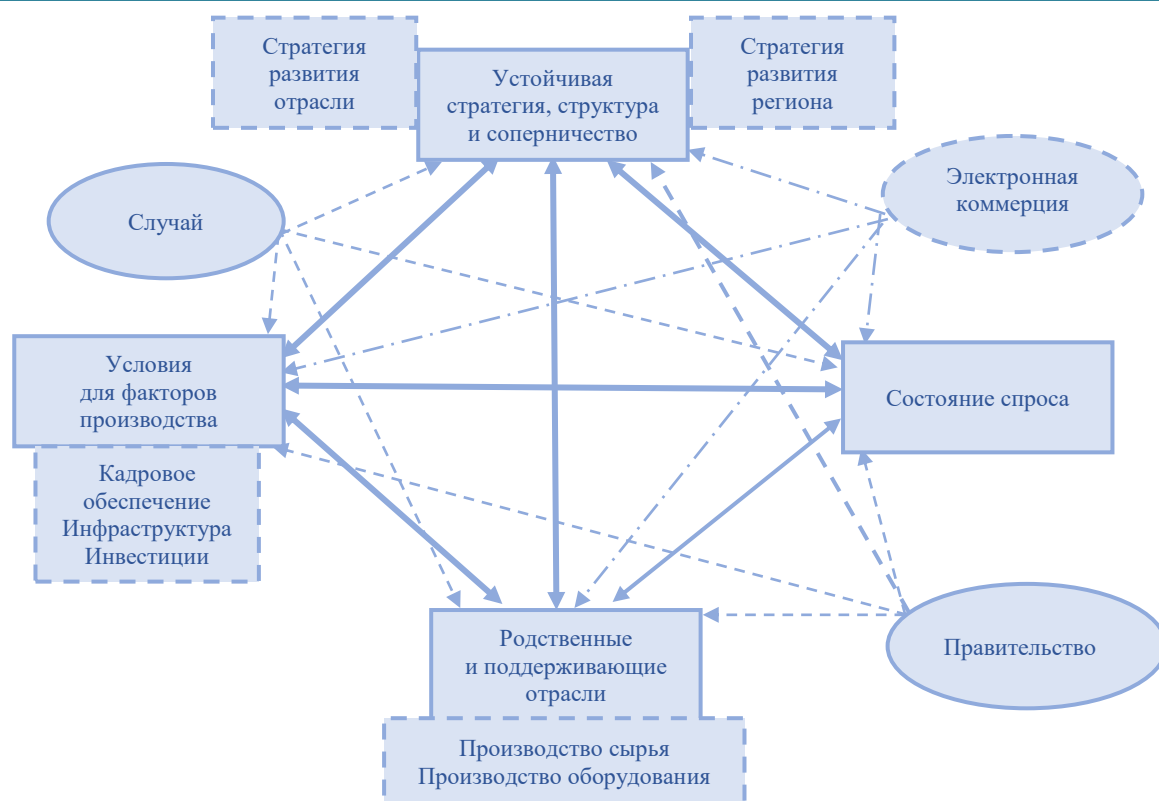 Стратегия
развития
отрасли
Устойчивая
стратегия, структура
и соперничество
Стратегия
развития
региона
Электронная
коммерция
Случай
Условия
для факторов
производства
Состояние спроса
Кадровое
обеспечение
Инфраструктура
Инвестиции
Родственные
и поддерживающие
отрасли
Правительство
Производство сырья
Производство оборудования